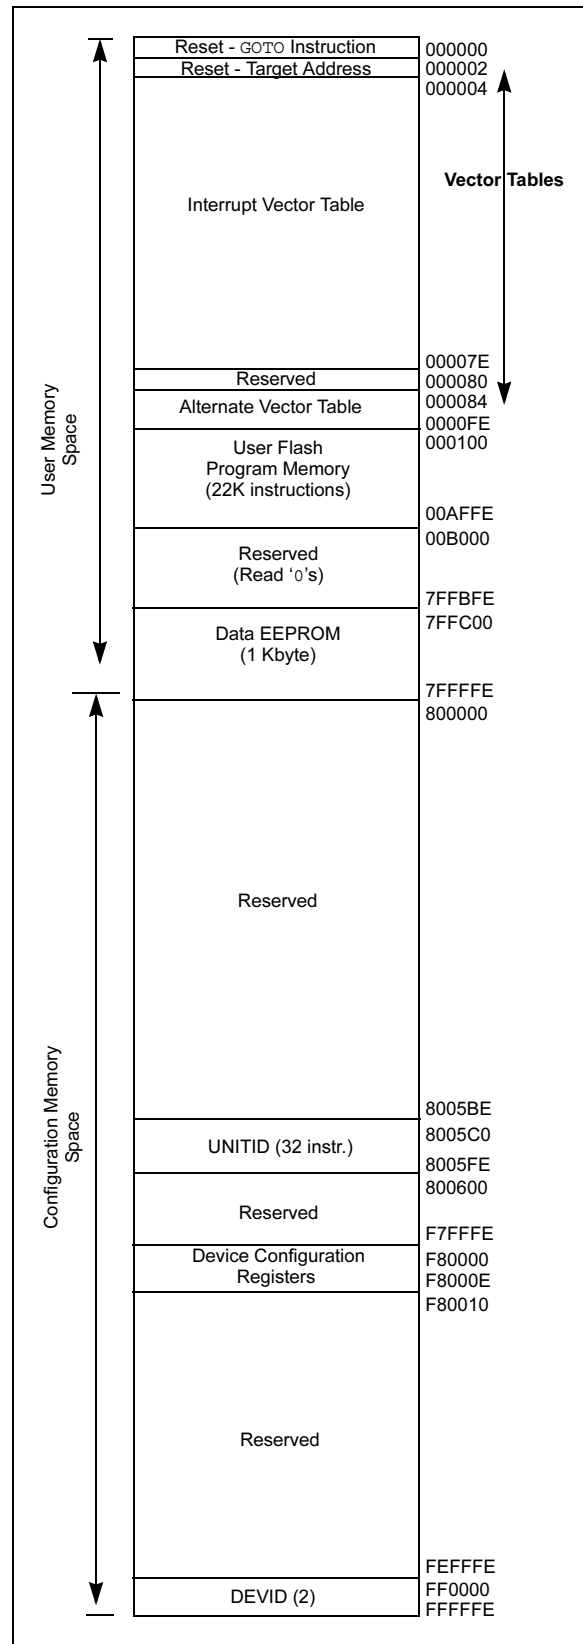 Reset - GOTO Instruction 000000
Reset - Target Address 000002
000004
Vector Tables
Interrupt Vector Table
00007E
Reserved 000080
Alternate Vector Table 000084
0000FE
User Memory
Space
User Flash
Program Memory
(22K instructions)
000100
00AFFE
00B000
Reserved
(Read ‘0’s)
7FFBFE
7FFC00
Data EEPROM
(1 Kbyte)
7FFFFE
800000
Reserved
Configuration Memory
Space
8005BE
8005C0
UNITID (32 instr.)
8005FE
800600
Reserved
F7FFFE
Device Configuration
Registers
F80000
F8000E
F80010
Reserved
FEFFFE
FF0000
DEVID (2)
FFFFFE